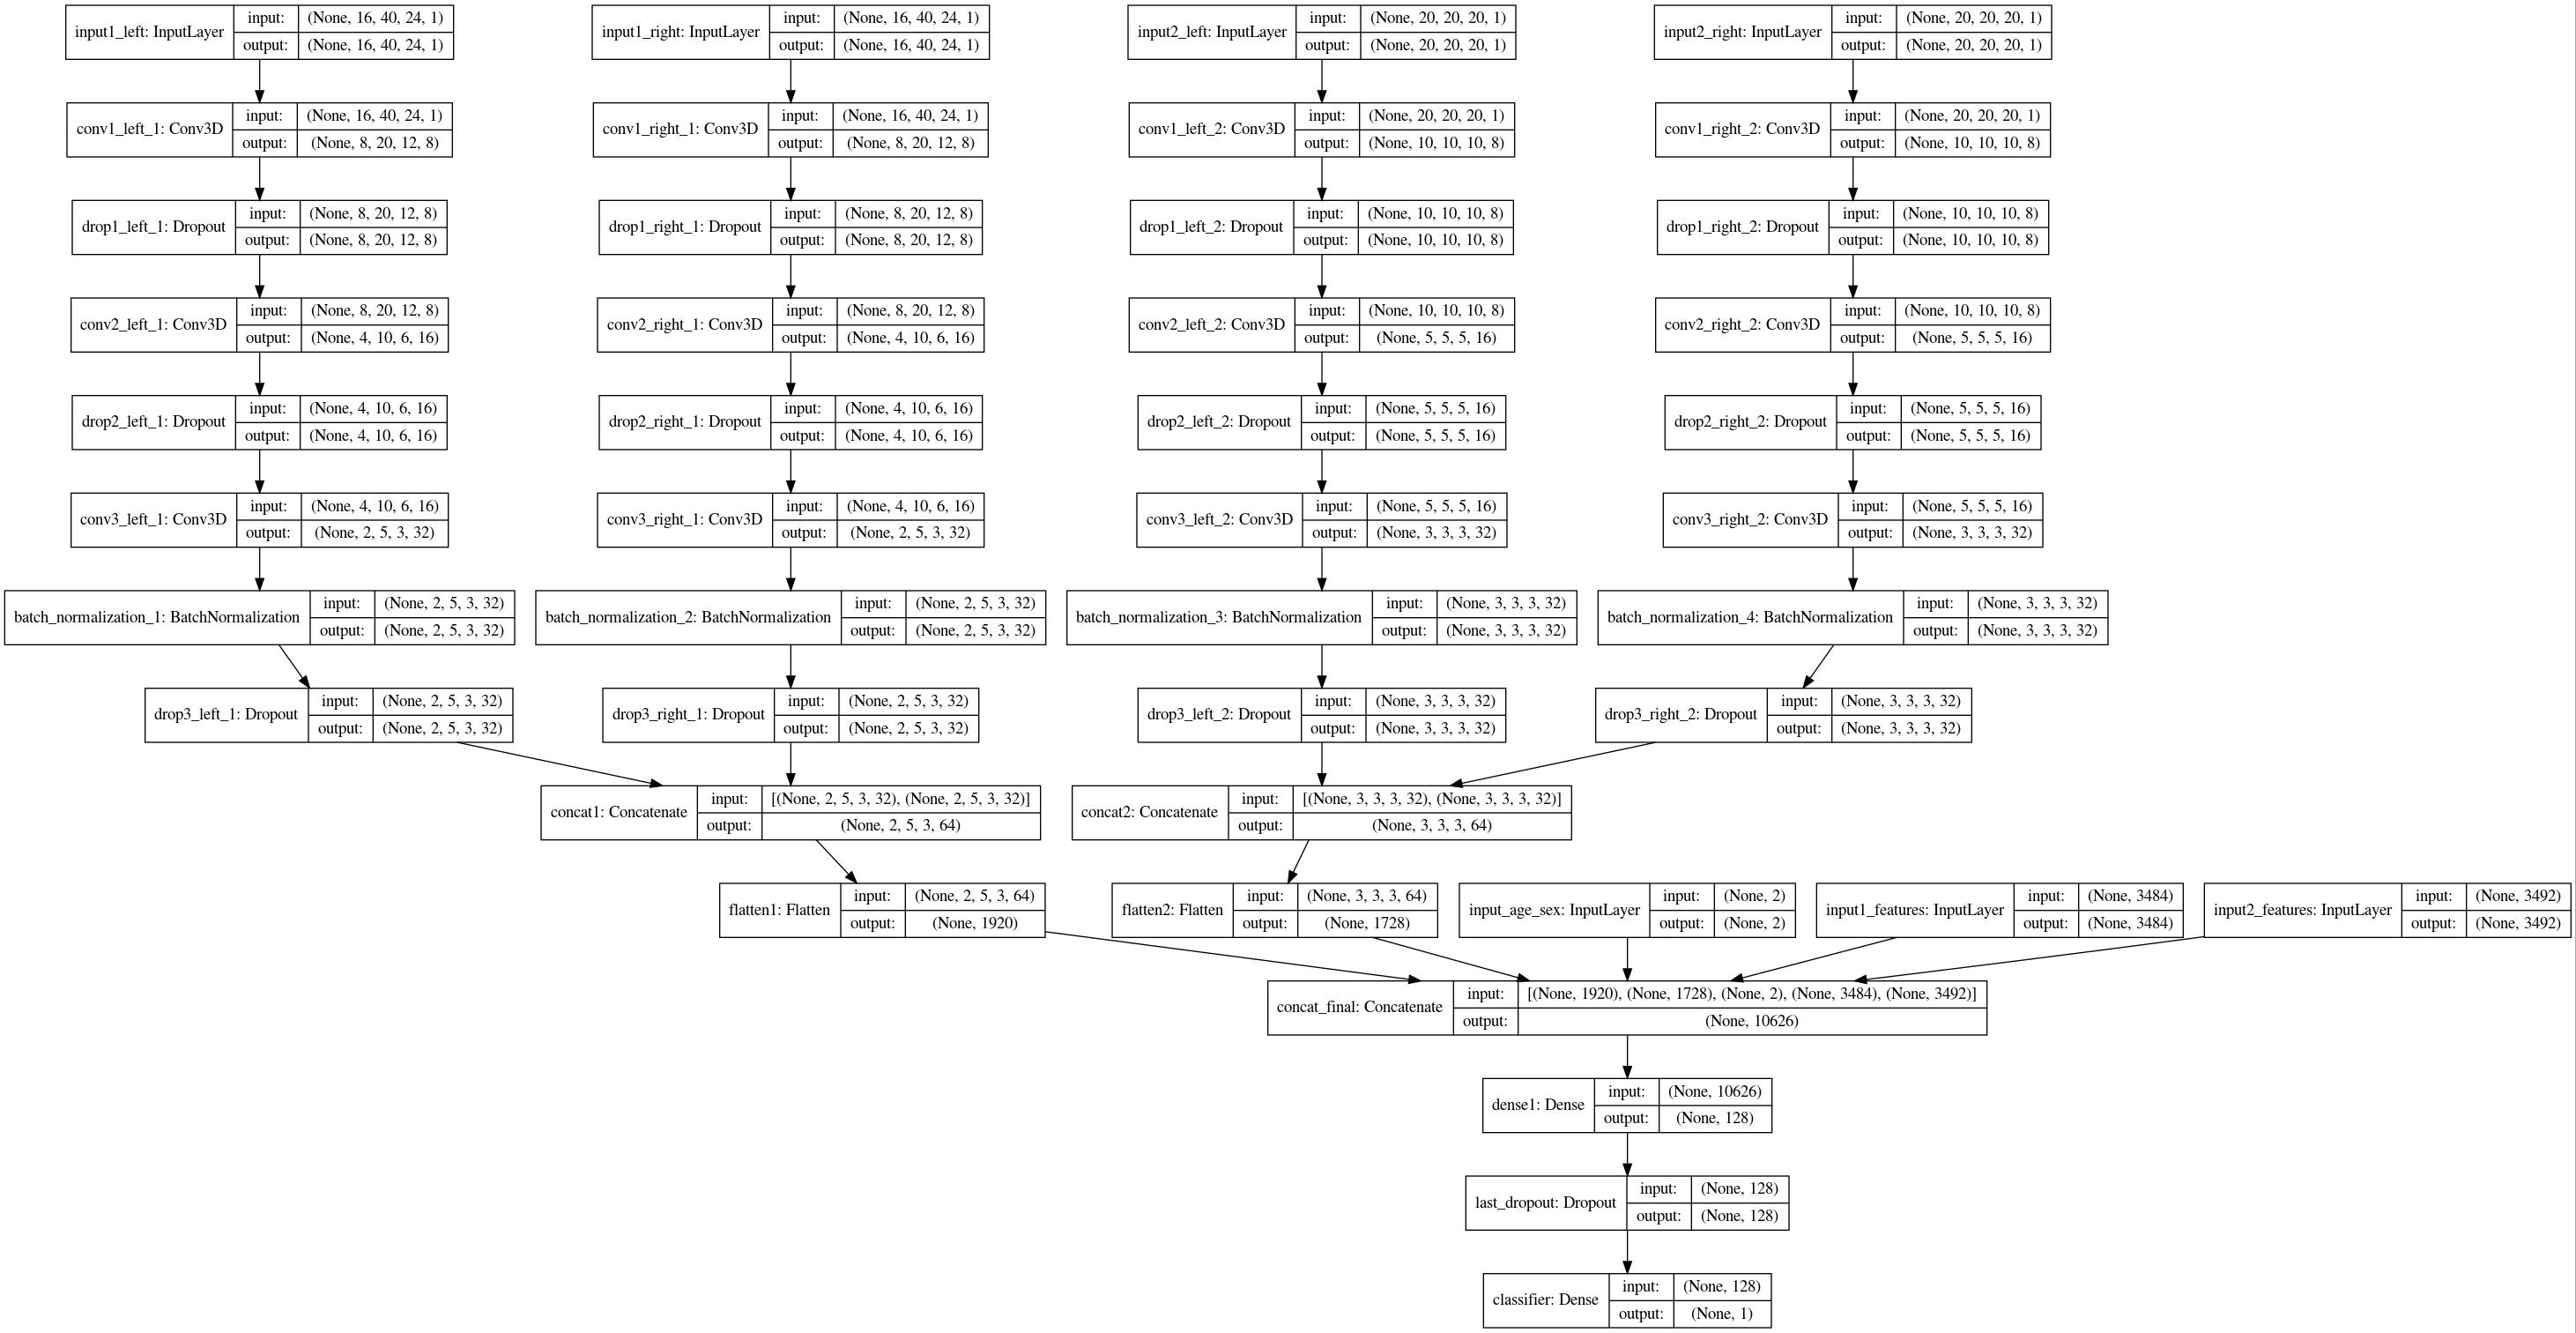 input1_left: InputLayer
input: (None, 16, 40, 24, 1)
output: (None, 16, 40, 24, 1)
input1_right: InputLayer
input: (None, 16, 40, 24, 1)
output: (None, 16, 40, 24, 1)
input2_left: InputLayer
input: (None, 20, 20, 20, 1)
output: (None, 20, 20, 20, 1)
input2_right: InputLayer
input: (None, 20, 20, 20, 1)
output: (None, 20, 20, 20, 1)
conv1_left_1: Conv3D
input: (None, 16, 40, 24, 1)
output: (None, 8, 20, 12, 8)
conv1_right_1: Conv3D
input: (None, 16, 40, 24, 1)
output: (None, 8, 20, 12, 8)
conv1_left_2: Conv3D
input: (None, 20, 20, 20, 1)
output: (None, 10, 10, 10, 8)
conv1_right_2: Conv3D
input: (None, 20, 20, 20, 1)
output: (None, 10, 10, 10, 8)
drop1_left_1: Dropout
input: (None, 8, 20, 12, 8)
output: (None, 8, 20, 12, 8)
drop1_right_1: Dropout
input: (None, 8, 20, 12, 8)
output: (None, 8, 20, 12, 8)
drop1_left_2: Dropout
input: (None, 10, 10, 10, 8)
output: (None, 10, 10, 10, 8)
drop1_right_2: Dropout
input: (None, 10, 10, 10, 8)
output: (None, 10, 10, 10, 8)
conv2_left_1: Conv3D
input: (None, 8, 20, 12, 8)
output: (None, 4, 10, 6, 16)
conv2_right_1: Conv3D
input: (None, 8, 20, 12, 8)
output: (None, 4, 10, 6, 16)
conv2_left_2: Conv3D
input: (None, 10, 10, 10, 8)
output: (None, 5, 5, 5, 16)
conv2_right_2: Conv3D
input: (None, 10, 10, 10, 8)
output: (None, 5, 5, 5, 16)
drop2_left_1: Dropout
input: (None, 4, 10, 6, 16)
output: (None, 4, 10, 6, 16)
drop2_right_1: Dropout
input: (None, 4, 10, 6, 16)
output: (None, 4, 10, 6, 16)
drop2_left_2: Dropout
input: (None, 5, 5, 5, 16)
output: (None, 5, 5, 5, 16)
drop2_right_2: Dropout
input: (None, 5, 5, 5, 16)
output: (None, 5, 5, 5, 16)
conv3_left_1: Conv3D
input: (None, 4, 10, 6, 16)
output: (None, 2, 5, 3, 32)
conv3_right_1: Conv3D
input: (None, 4, 10, 6, 16)
output: (None, 2, 5, 3, 32)
conv3_left_2: Conv3D
input: (None, 5, 5, 5, 16)
output: (None, 3, 3, 3, 32)
conv3_right_2: Conv3D
input: (None, 5, 5, 5, 16)
output: (None, 3, 3, 3, 32)
batch_normalization_1: BatchNormalization
input: (None, 2, 5, 3, 32)
output: (None, 2, 5, 3, 32)
batch_normalization_2: BatchNormalization
input: (None, 2, 5, 3, 32)
output: (None, 2, 5, 3, 32)
batch_normalization_3: BatchNormalization
input: (None, 3, 3, 3, 32)
output: (None, 3, 3, 3, 32)
batch_normalization_4: BatchNormalization
input: (None, 3, 3, 3, 32)
output: (None, 3, 3, 3, 32)
drop3_left_1: Dropout
input: (None, 2, 5, 3, 32)
output: (None, 2, 5, 3, 32)
drop3_right_1: Dropout
input: (None, 2, 5, 3, 32)
output: (None, 2, 5, 3, 32)
drop3_left_2: Dropout
input: (None, 3, 3, 3, 32)
output: (None, 3, 3, 3, 32)
drop3_right_2: Dropout
input: (None, 3, 3, 3, 32)
output: (None, 3, 3, 3, 32)
concat1: Concatenate
input: [(None, 2, 5, 3, 32), (None, 2, 5, 3, 32)]
output: (None, 2, 5, 3, 64)
concat2: Concatenate
input: [(None, 3, 3, 3, 32), (None, 3, 3, 3, 32)]
output: (None, 3, 3, 3, 64)
flatten1: Flatten
input: (None, 2, 5, 3, 64)
output: (None, 1920)
flatten2: Flatten
input: (None, 3, 3, 3, 64)
output: (None, 1728)
input_age_sex: InputLayer
input: (None, 2)
output: (None, 2)
input1_features: InputLayer
input: (None, 3484)
output: (None, 3484)
input2_features: InputLayer
input: (None, 3492)
output: (None, 3492)
concat_final: Concatenate
input: [(None, 1920), (None, 1728), (None, 2), (None, 3484), (None, 3492)]
output: (None, 10626)
dense1: Dense
input: (None, 10626)
output: (None, 128)
last_dropout: Dropout
input: (None, 128)
output: (None, 128)
classifier: Dense
input: (None, 128)
output: (None, 1)